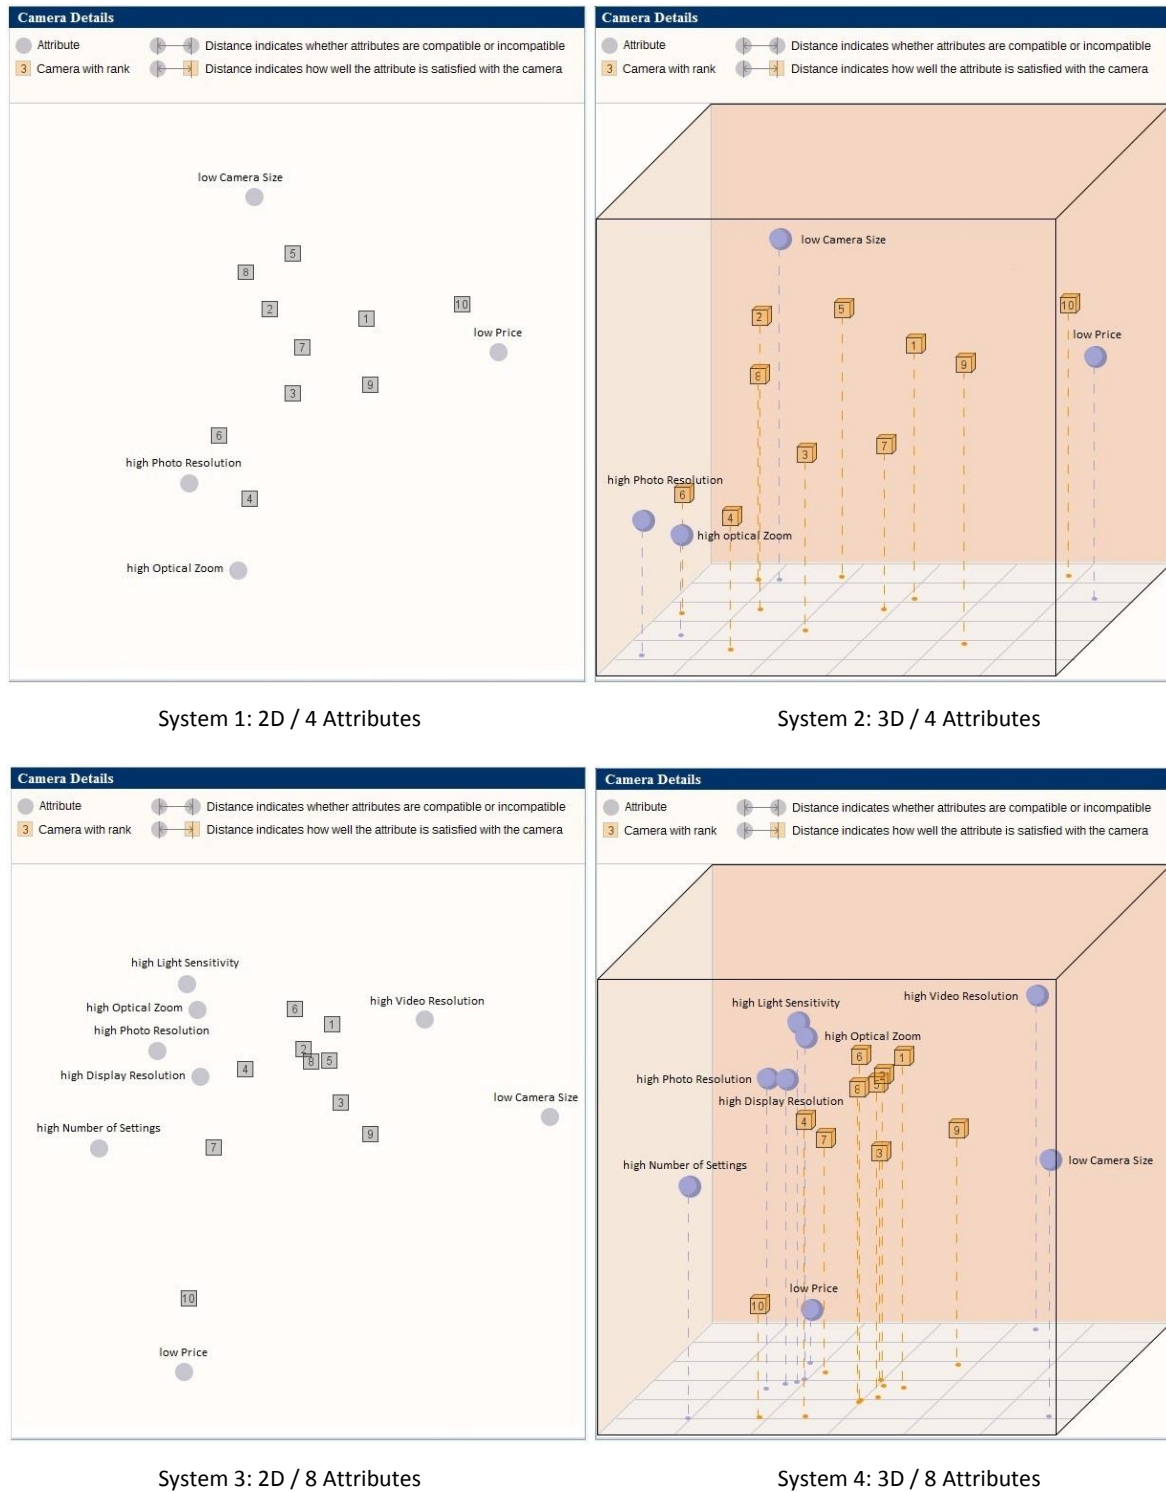 Camera Details
Attribute
Distance indicates whether attributes are compatible or incompatible
3 Camera with rank
Distance indicates how well the attribute is satisfied with the camera
low Camera Size
5
8
2
10
1
low Price
7
9
3
6
high Photo Resolution
4
high Optical Zoom
System 1: 2D / 4 Attributes
Camera Details
Attribute
Distance indicates whether attributes are compatible or incompatible
3 Camera with rank
Distance indicates how well the attribute is satisfied with the camera
low Camera Size
10
5
2
low Price
1
9
8
7
3
high Photo Resolution
6
4
high optical Zoom
System 2: 3D / 4 Attributes
Camera Details
Attribute
Distance indicates whether attributes are compatible or incompatible
3 Camera with rank
Distance indicates how well the attribute is satisfied with the camera
high Light Sensitivity
high Optical Zoom
6
high Video Resolution
high Photo Resolution
1
2
8
5
4
high Display Resolution
low Camera Size
3
high Number of Settings
9
7
10
low Price
System 3: 2D / 8 Attributes
Camera Details
Attribute
Distance indicates whether attributes are compatible or incompatible
3 Camera with rank
Distance indicates how well the attribute is satisfied with the camera
high Video Resolution
high Light Sensitivity
high Optical Zoom
6
1
high Photo Resolution
2
5
8
high Display Resolution
4
9
7
3
high Number of Settings
low Camera Size
low Price
10
System 4: 3D / 8 Attributes